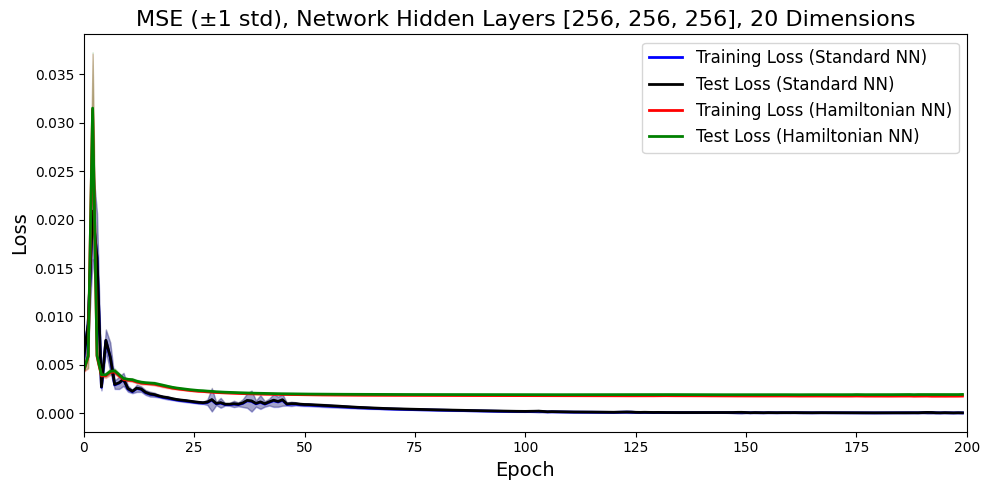 MSE (±1 std), Network Hidden Layers [256, 256, 256], 20 Dimensions
Training Loss (Standard NN)
Test Loss (Standard NN)
Training Loss (Hamiltonian NN)
Test Loss (Hamiltonian NN)
Loss
0.035
0.030
0.025
0.020
0.015
0.010
0.005
0.000
0 25 50 75 100 125 150 175 200
Epoch